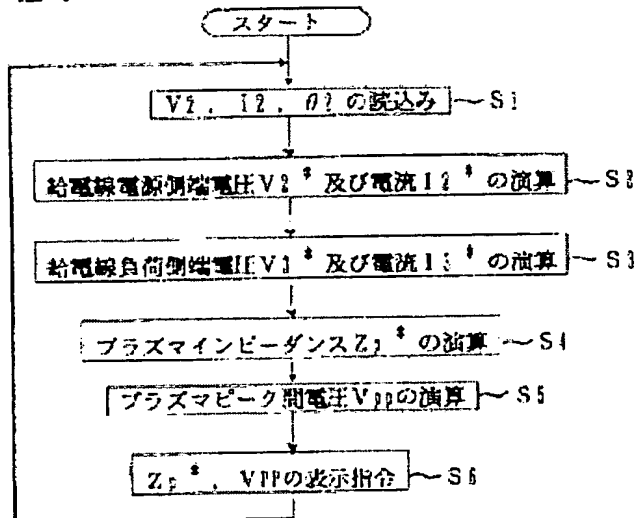 スタート
V2, I2, θ2 の読込み 〜 S1
給電線電源側端電圧V2* 及び電流I2* の演算 〜 S2
給電線負荷側端電圧V3* 及び電流I3* の演算 〜 S3
プラズマインピーダンスZp* の演算 〜 S4
プラズマピーク間電圧Vppの演算 〜 S5
Zp*, VPPの表示指令 〜 S6